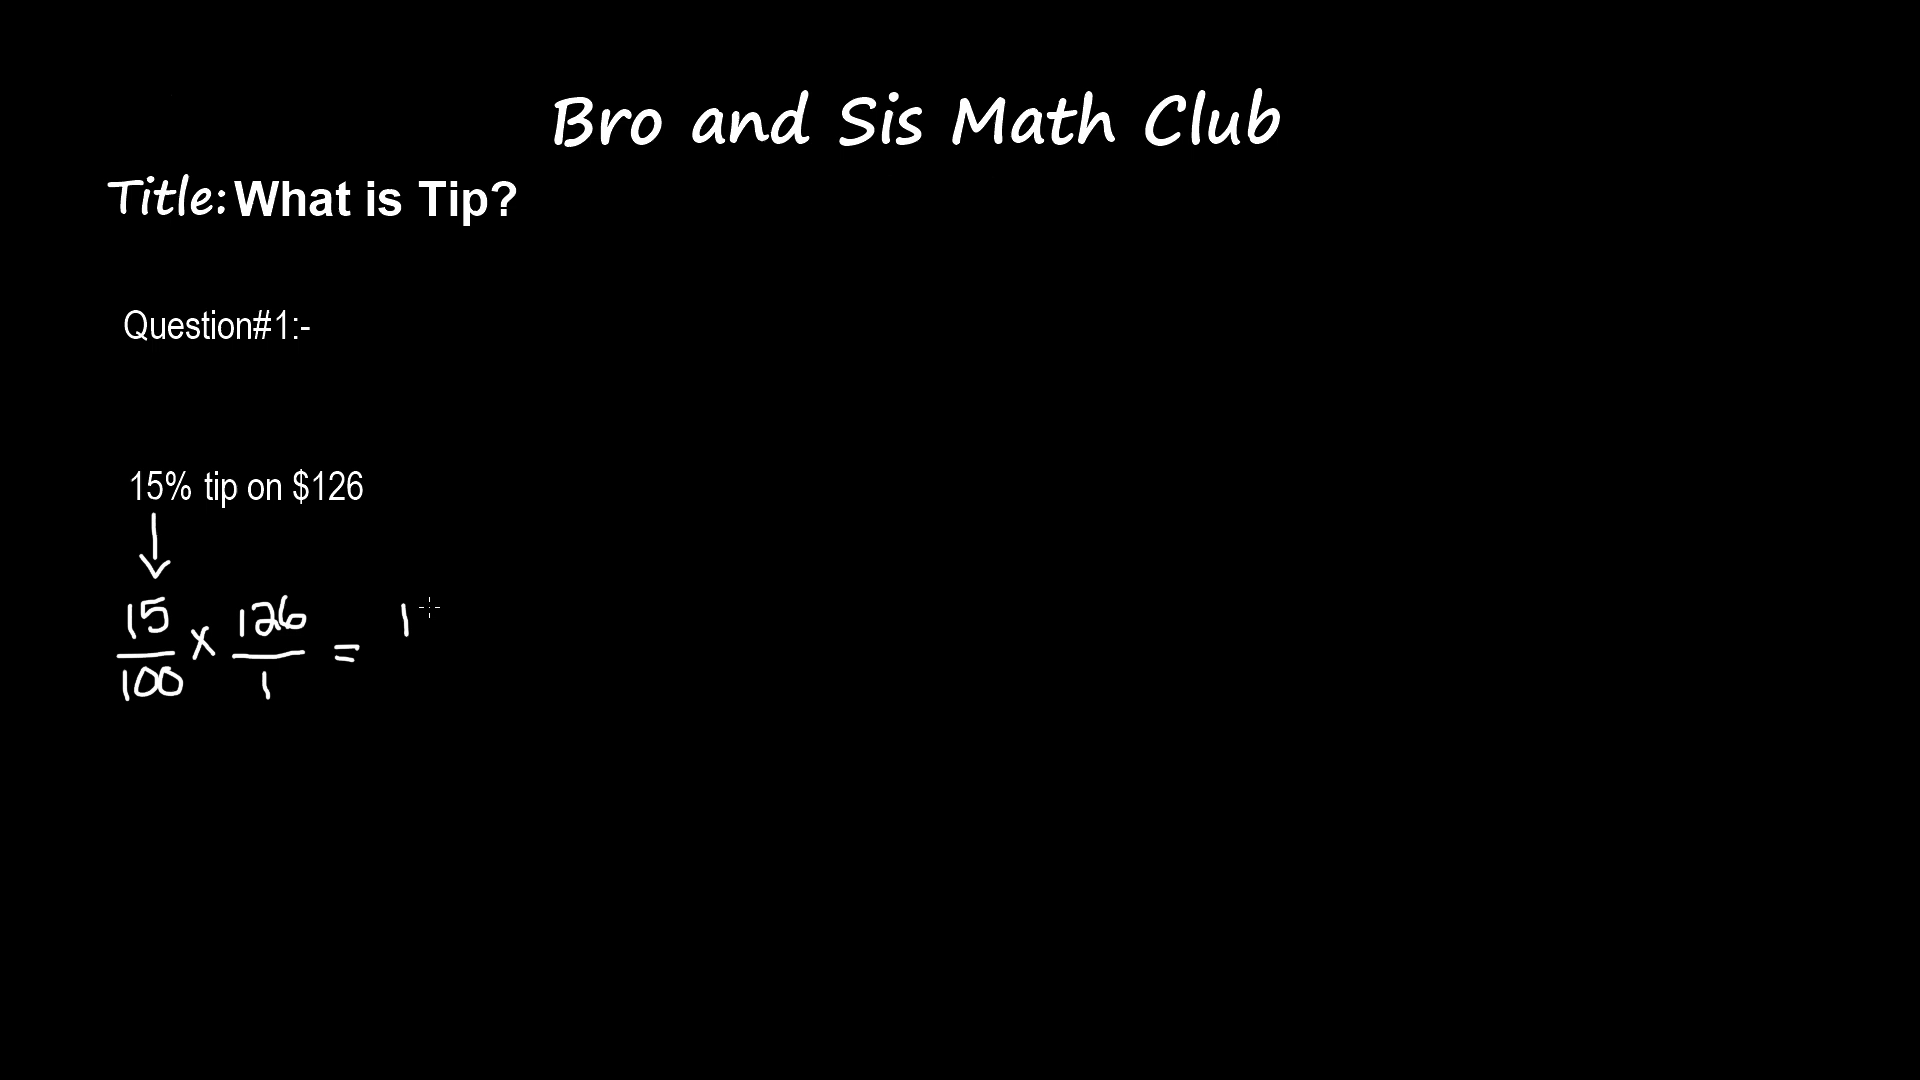 Bro and Sis Math Club
Title: What is Tip?
Question#1:-
15% tip on $126
15/100 x 126/1 = 1